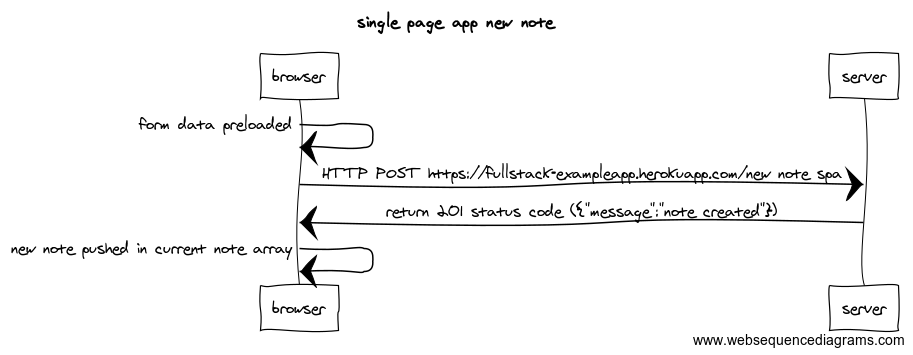 single page app new note
browser
server
form data preloaded
HTTP POST https://fullstack-exampleapp.herokuapp.com/new note spa
return 201 status code ({"message":"note created"})
new note pushed in current note array
browser
server
www.websequencediagrams.com